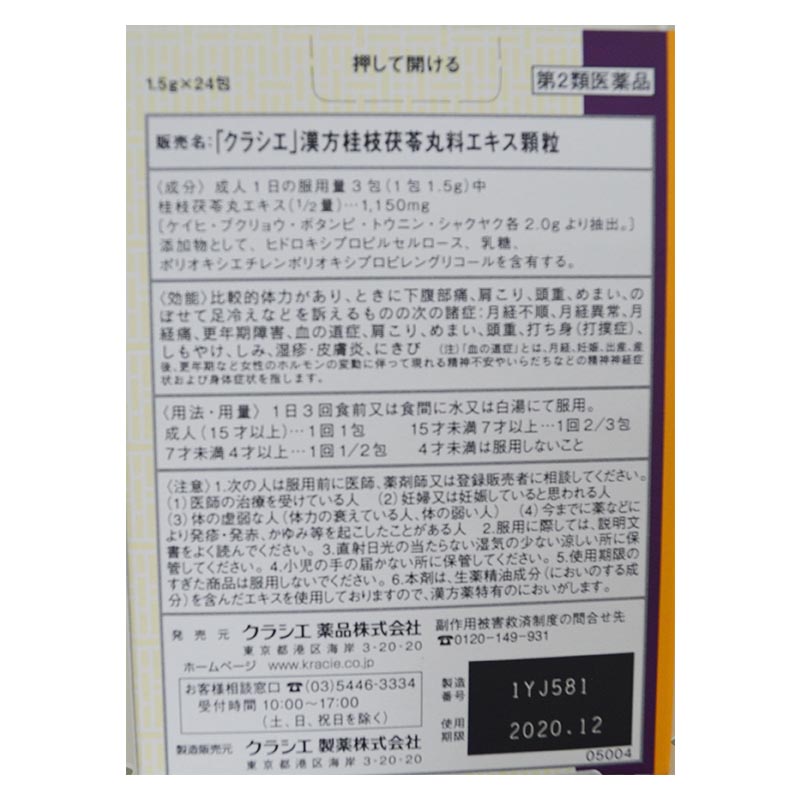 押して開ける
1.5g×24包
第2類医薬品
販売名:「クラシエ」漢方桂枝茯苓丸料エキス顆粒
〈成分〉成人1日の服用量3包(1包1.5g)中
桂枝茯苓丸エキス(1/2量)…1,150mg
〔ケイヒ・ブクリョウ・ボタンピ・トウニン・シャクヤク各2.0gより抽出。〕
添加物として、ヒドロキシプロピルセルロース、乳糖、
ポリオキシエチレンポリオキシプロピレングリコールを含有する。
〈効能〉比較的体力があり、ときに下腹部痛、肩こり、頭重、めまい、の
ぼせて足冷えなどを訴えるものの次の諸症:月経不順、月経異常、月
経痛、更年期障害、血の道症、肩こり、めまい、頭重、打ち身(打撲症)、
しもやけ、しみ、湿疹・皮膚炎、にきび (注)「血の道症」とは、月経、妊娠、出産、産
後、更年期など女性のホルモンの変動に伴って現れる精神不安やいらだちなどの精神神経症
状および身体症状を指します。
〈用法・用量〉1日3回食前又は食間に水又は白湯にて服用。
成人(15才以上)…1回1包 15才未満7才以上…1回2/3包
7才未満4才以上…1回1/2包 4才未満は服用しないこと
〈注意〉1.次の人は服用前に医師、薬剤師又は登録販売者に相談してください。
(1)医師の治療を受けている人 (2)妊婦又は妊娠していると思われる人
(3)体の虚弱な人(体力の衰えている人、体の弱い人) (4)今までに薬などに
より発疹・発赤、かゆみ等を起こしたことがある人 2.服用に際しては、説明文
書をよく読んでください。3.直射日光の当たらない湿気の少ない涼しい所に保
管してください。4.小児の手の届かない所に保管してください。5.使用期限の
すぎた商品は服用しないでください。6.本剤は、生薬精油成分(においのする成
分)を含んだエキスを使用しておりますので、漢方薬特有のにおいがします。
発売元 クラシエ薬品株式会社
東京都港区海岸3-20-20
ホームページ www.kracie.co.jp
お客様相談窓口 ☎(03)5446-3334
受付時間 10:00〜17:00
(土、日、祝日を除く)
製造販売元 クラシエ製薬株式会社
東京都港区海岸3-20-20
副作用被害救済制度の問合せ先
☎0120-149-931
製造番号 1YJ581
使用期限 2020.12
05004